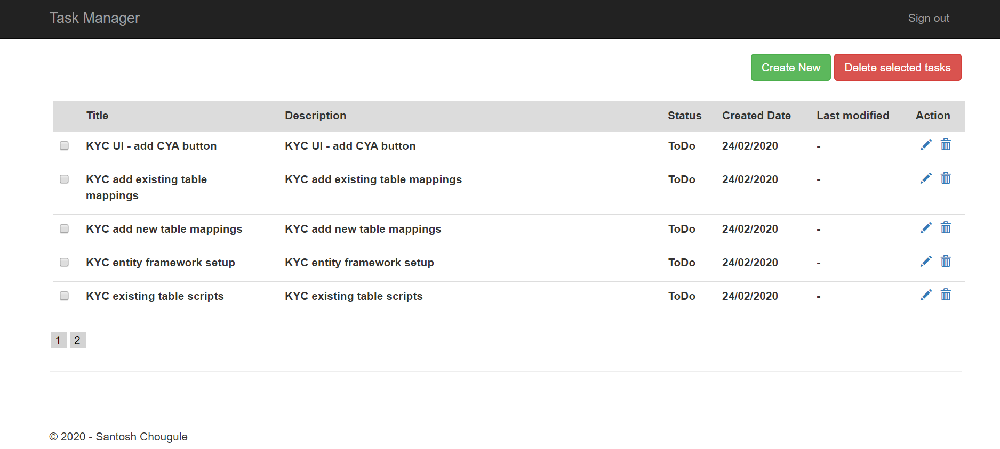 Task Manager
Sign out
Create New
Delete selected tasks
Title Description Status Created Date Last modified Action
KYC UI - add CYA button KYC UI - add CYA button ToDo 24/02/2020 -
KYC add existing table KYC add existing table mappings ToDo 24/02/2020 -
mappings
KYC add new table mappings KYC add new table mappings ToDo 24/02/2020 -
KYC entity framework setup KYC entity framework setup ToDo 24/02/2020 -
KYC existing table scripts KYC existing table scripts ToDo 24/02/2020 -
1 2
© 2020 - Santosh Chougule